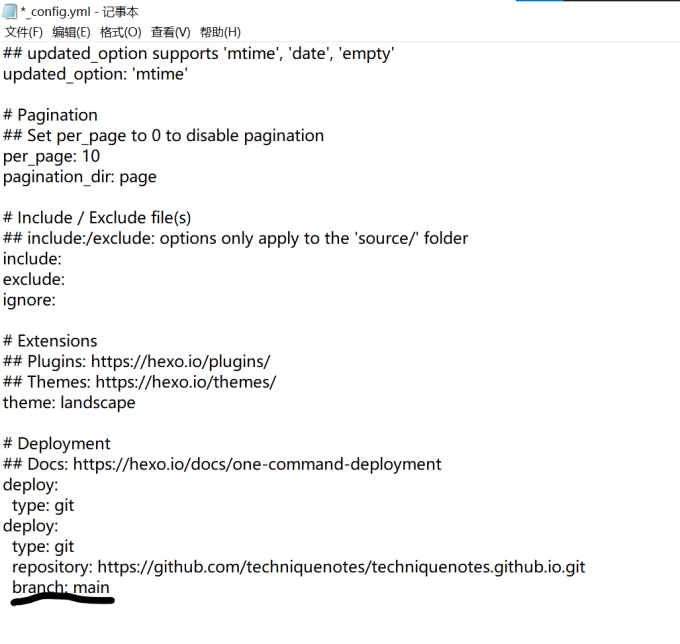 *_config.yml - 记事本
文件(F) 编辑(E) 格式(O) 查看(V) 帮助(H)
## updated_option supports 'mtime', 'date', 'empty'
updated_option: 'mtime'
# Pagination
## Set per_page to 0 to disable pagination
per_page: 10
pagination_dir: page
# Include / Exclude file(s)
## include:/exclude: options only apply to the 'source/' folder
include:
exclude:
ignore:
# Extensions
## Plugins: https://hexo.io/plugins/
## Themes: https://hexo.io/themes/
theme: landscape
# Deployment
## Docs: https://hexo.io/docs/one-command-deployment
deploy:
  type: git
deploy:
  type: git
  repository: https://github.com/techniquenotes/techniquenotes.github.io.git
  branch: main